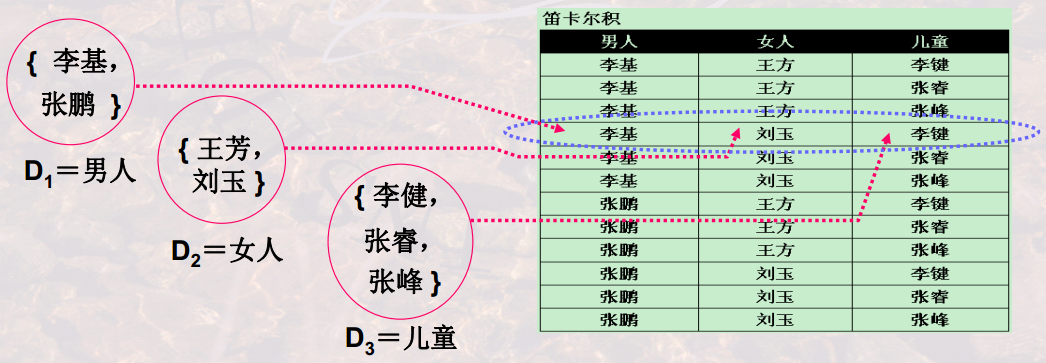 { 李基，
张鹏 }
D1＝男人
{ 王芳，
刘玉 }
D2＝女人
{ 李健，
张睿，
张峰 }
D3＝儿童
笛卡尔积
男人 女人 儿童
李基 王方 李键
李基 王方 张睿
李基 王方 张峰
李基 刘玉 李键
李基 刘玉 张睿
李基 刘玉 张峰
张鹏 王方 李键
张鹏 王方 张睿
张鹏 王方 张峰
张鹏 刘玉 李键
张鹏 刘玉 张睿
张鹏 刘玉 张峰